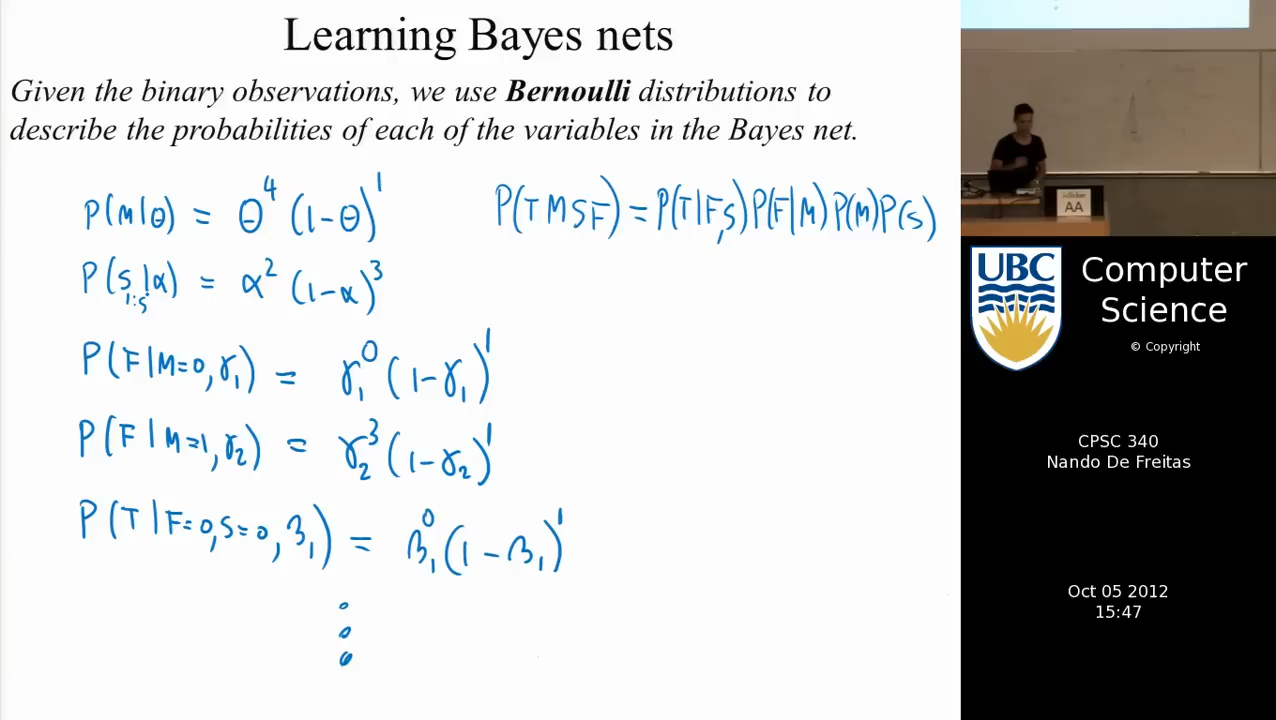 Learning Bayes nets
Given the binary observations, we use Bernoulli distributions to
describe the probabilities of each of the variables in the Bayes net.
P(M|θ) = θ^4 (1-θ)^1
P(TMSF) = P(T|F,S) P(F|M) P(M) P(S)
P(S_{1:5}|α) = α^2 (1-α)^3
P(F|M=0, γ_1) = γ_1^0 (1-γ_1)^1
P(F|M=1, γ_2) = γ_2^3 (1-γ_2)^1
P(T|F=0, S=0, β_1) = β_1^0 (1-β_1)^1
AA
UBC
Computer
Science
© Copyright
CPSC 340
Nando De Freitas
Oct 05 2012
15:47